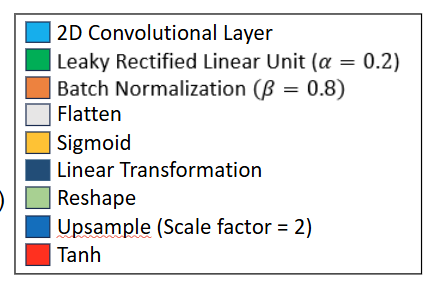 2D Convolutional Layer
Leaky Rectified Linear Unit (α = 0.2)
Batch Normalization (β = 0.8)
Flatten
Sigmoid
Linear Transformation
)
Reshape
Upsample (Scale factor = 2)
Tanh